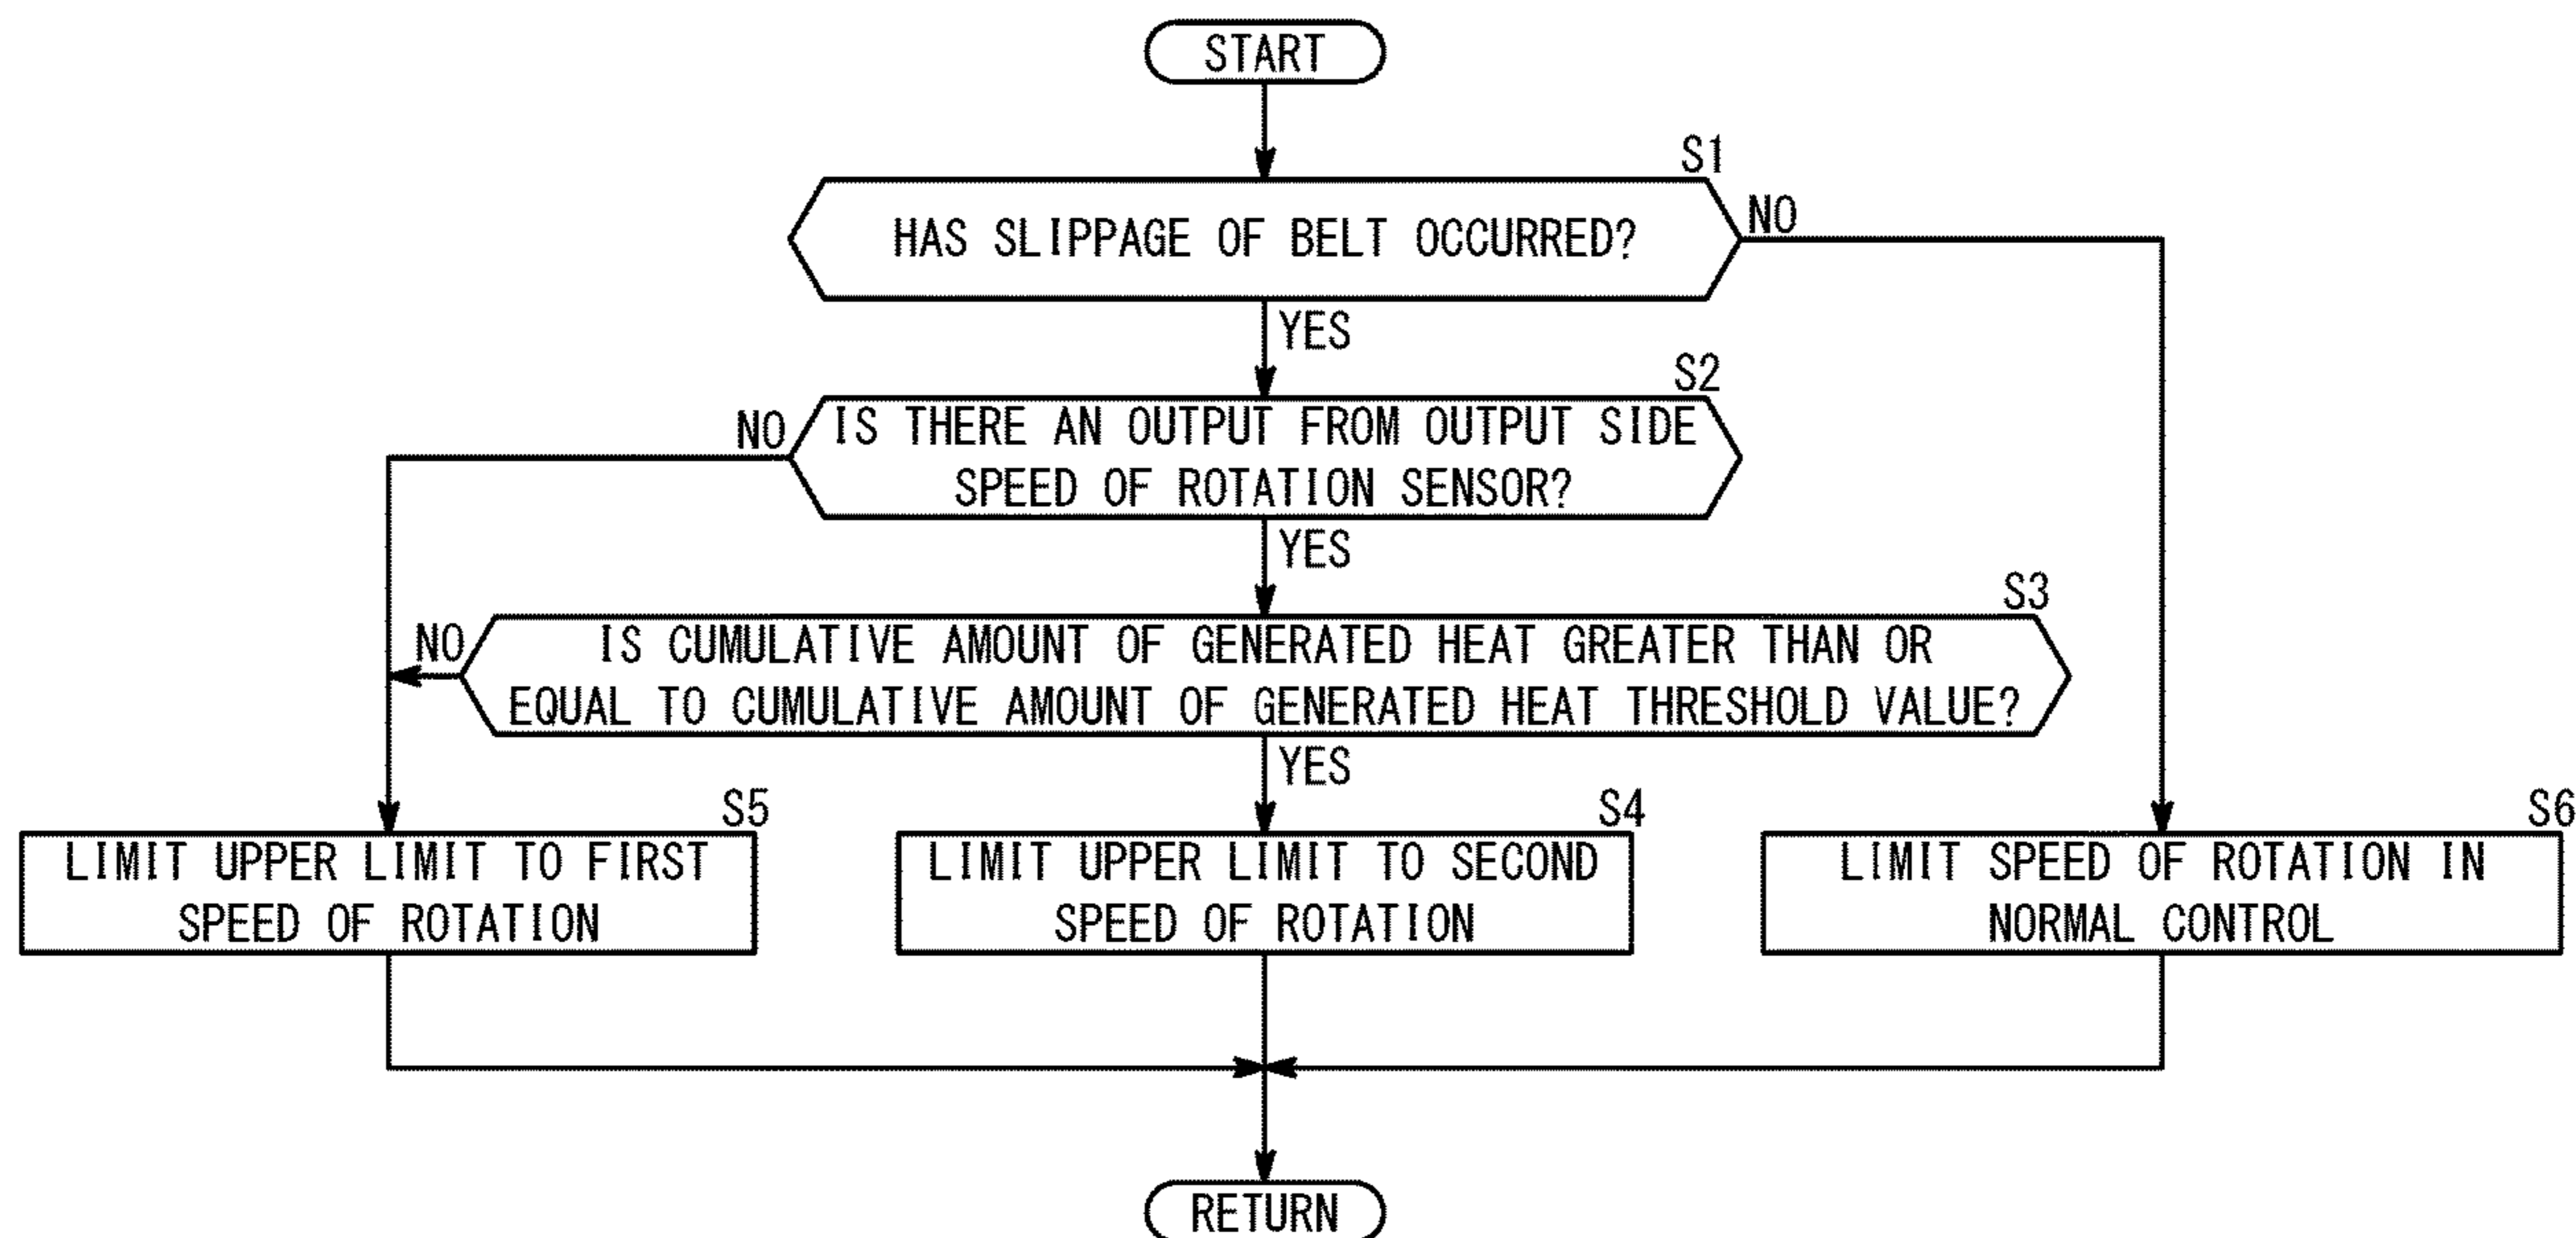 START
S1
HAS SLIPPAGE OF BELT OCCURRED?
NO
YES
S2
NO
IS THERE AN OUTPUT FROM OUTPUT SIDE
SPEED OF ROTATION SENSOR?
YES
S3
NO
IS CUMULATIVE AMOUNT OF GENERATED HEAT GREATER THAN OR
EQUAL TO CUMULATIVE AMOUNT OF GENERATED HEAT THRESHOLD VALUE?
YES
S5
LIMIT UPPER LIMIT TO FIRST
SPEED OF ROTATION
S4
LIMIT UPPER LIMIT TO SECOND
SPEED OF ROTATION
S6
LIMIT SPEED OF ROTATION IN
NORMAL CONTROL
RETURN